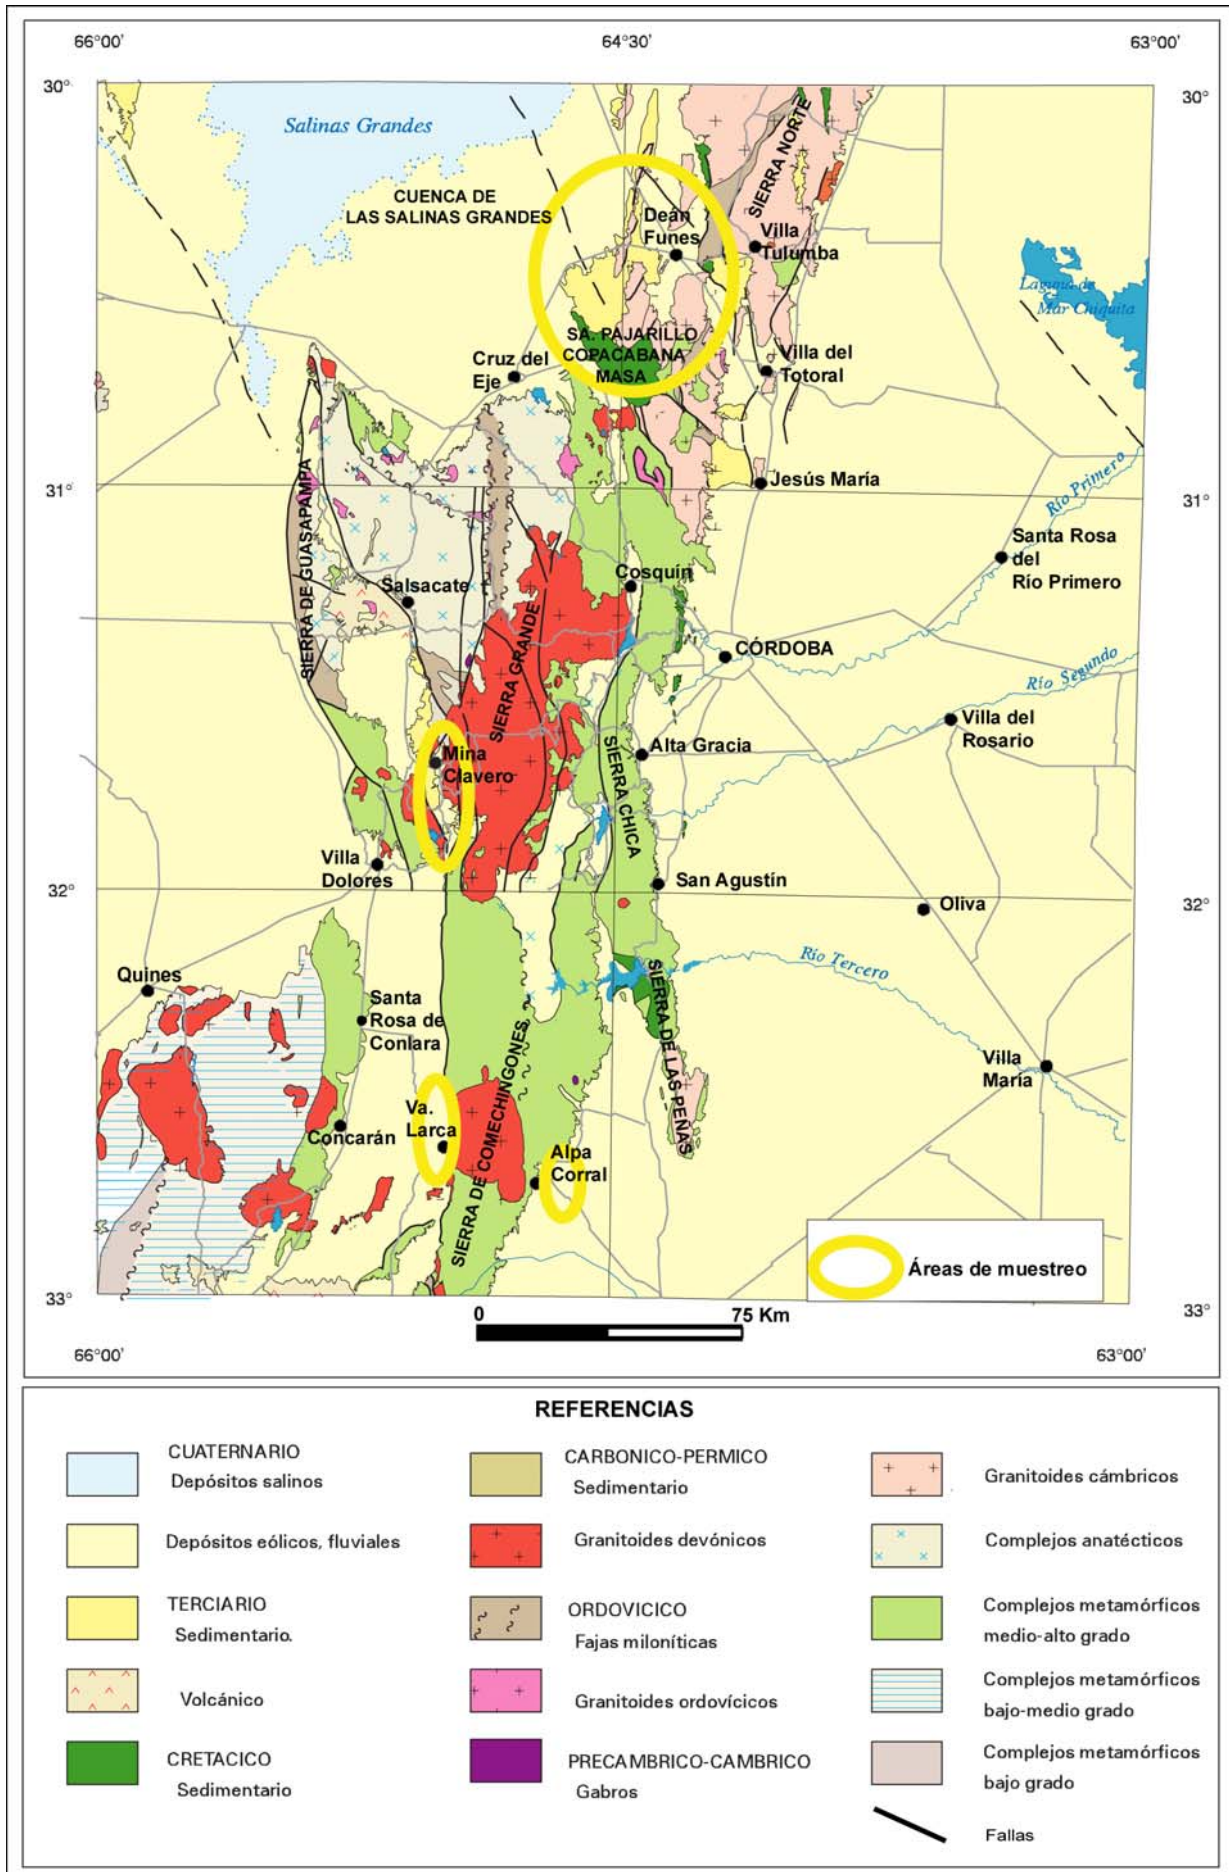 66°00'
64°30'
63°00'
30°
30°
Salinas Grandes
CUENCA DE
LAS SALINAS GRANDES
SIERRA NORTE
Deán
Funes
Villa
Tulumba
Laguna de
Mar Chiquita
SA. PAJARILLO
COPACABANA
MASA
Cruz del
Eje
Villa del
Totoral
31°
31°
Jesús María
Río Primero
SIERRA DE GUASAPAMPA
Santa Rosa
del
Río Primero
Salsacate
Cosquín
SIERRA GRANDE
CÓRDOBA
Río Segundo
Villa del
Rosario
Mina
Clavero
Alta Gracia
SIERRA CHICA
Villa
Dolores
San Agustín
32°
32°
Oliva
Río Tercero
Quines
Santa
Rosa de
Conlara
SIERRA DE LAS PEÑAS
Villa
María
SIERRA DE COMECHINGONES
Va.
Larca
Concarán
Alpa
Corral
Áreas de muestreo
33°
33°
0
75 Km
66°00'
63°00'
REFERENCIAS
CUATERNARIO
Depósitos salinos
Depósitos eólicos, fluviales
TERCIARIO
Sedimentario.
Volcánico
CRETACICO
Sedimentario
CARBONICO-PERMICO
Sedimentario
Granitoides devónicos
ORDOVICICO
Fajas miloníticas
Granitoides ordovícicos
PRECAMBRICO-CAMBRICO
Gabros
Granitoides cámbricos
Complejos anatécticos
Complejos metamórficos
medio-alto grado
Complejos metamórficos
bajo-medio grado
Complejos metamórficos
bajo grado
Fallas